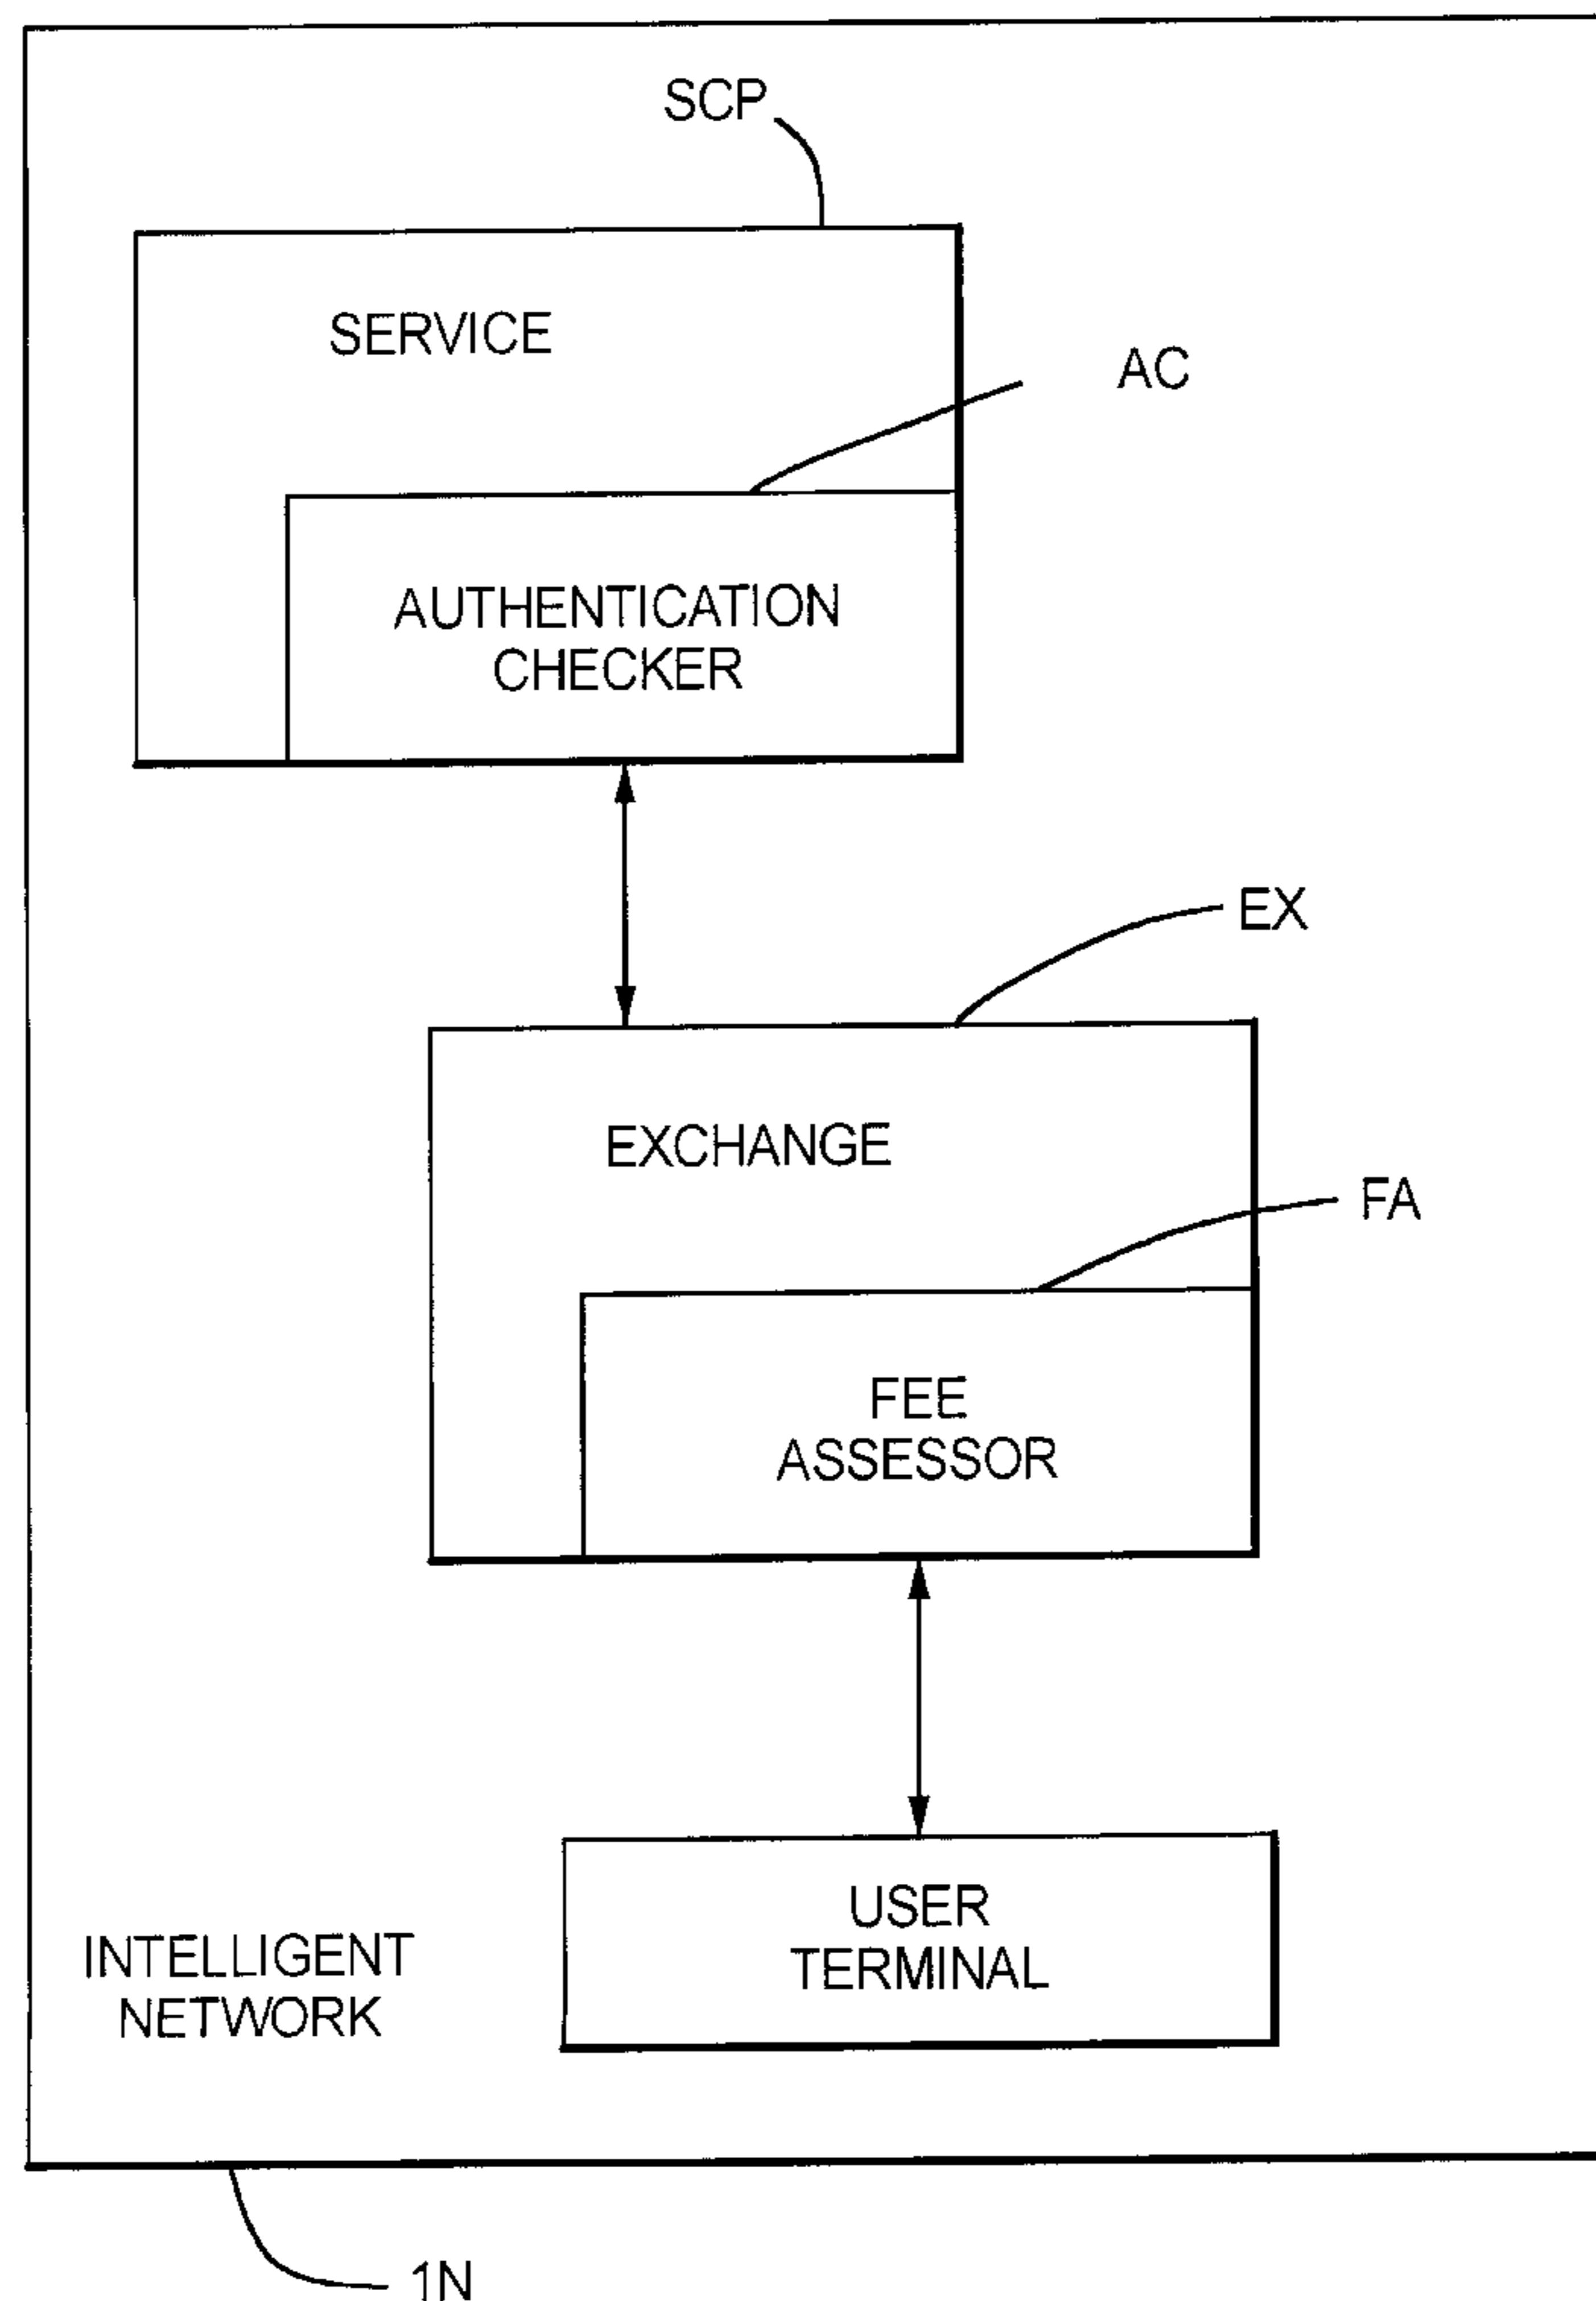 SCP
SERVICE
AC
AUTHENTICATION
CHECKER
EX
EXCHANGE
FA
FEE
ASSESSOR
USER
TERMINAL
INTELLIGENT
NETWORK
1N